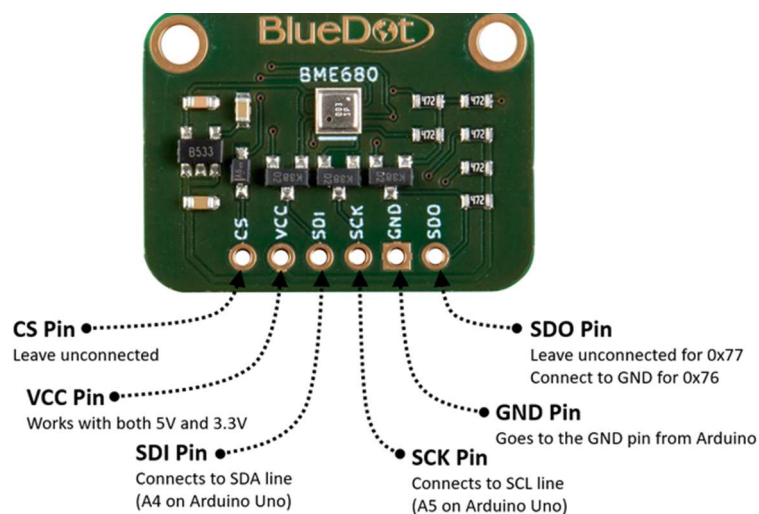 BlueDot
BME680
472 472
472 472
472
472
B533
CS
VCC
SDI
SCK
GND
SDO
CS Pin
Leave unconnected
VCC Pin
Works with both 5V and 3.3V
SDI Pin
Connects to SDA line
(A4 on Arduino Uno)
SDO Pin
Leave unconnected for 0x77
Connect to GND for 0x76
GND Pin
Goes to the GND pin from Arduino
SCK Pin
Connects to SCL line
(A5 on Arduino Uno)